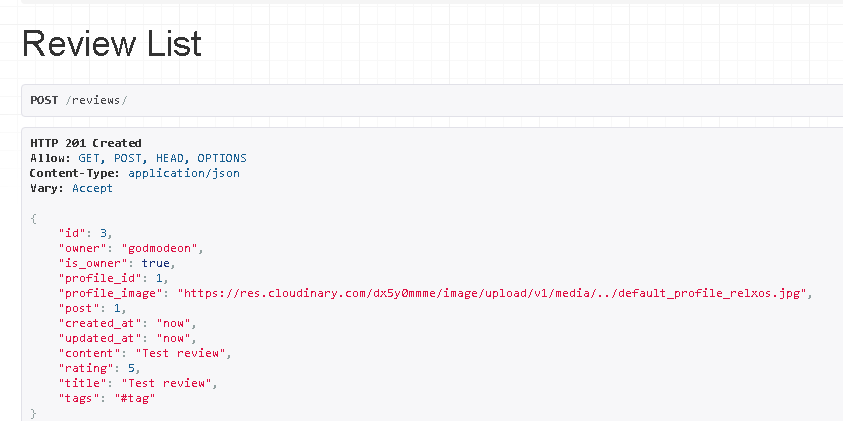 Review List
POST /reviews/
HTTP 201 Created
Allow: GET, POST, HEAD, OPTIONS
Content-Type: application/json
Vary: Accept
{
"id": 3,
"owner": "godmodeon",
"is_owner": true,
"profile_id": 1,
"profile_image": "https://res.cloudinary.com/dx5y0mmme/image/upload/v1/media/../default_profile_relxos.jpg",
"post": 1,
"created_at": "now",
"updated_at": "now",
"content": "Test review",
"rating": 5,
"title": "Test review",
"tags": "#tag"
}